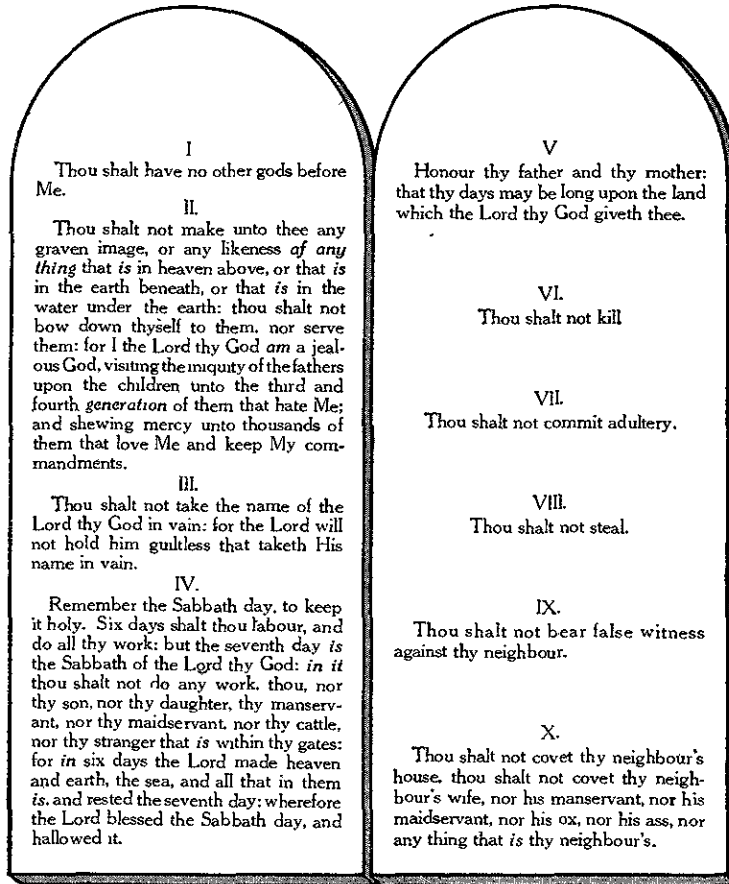 I
Thou shalt have no other gods before
Me.
II.
Thou shalt not make unto thee any
graven image, or any likeness of any
thing that is in heaven above, or that is
in the earth beneath, or that is in the
water under the earth: thou shalt not
bow down thyself to them. nor serve
them: for I the Lord thy God am a jeal-
ous God, visiting the iniquity of the fathers
upon the children unto the third and
fourth generation of them that hate Me;
and shewing mercy unto thousands of
them that love Me and keep My com-
mandments.
III.
Thou shalt not take the name of the
Lord thy God in vain: for the Lord will
not hold him guiltless that taketh His
name in vain.
IV.
Remember the Sabbath day. to keep
it holy. Six days shalt thou labour, and
do all thy work: but the seventh day is
the Sabbath of the Lord thy God: in it
thou shalt not do any work. thou, nor
thy son, nor thy daughter, thy manserv-
ant, nor thy maidservant. nor thy cattle,
nor thy stranger that is within thy gates:
for in six days the Lord made heaven
and earth, the sea, and all that in them
is. and rested the seventh day: wherefore
the Lord blessed the Sabbath day, and
hallowed it.
V
Honour thy father and thy mother:
that thy days may be long upon the land
which the Lord thy God giveth thee.
VI.
Thou shalt not kill
VII.
Thou shalt not commit adultery.
VIII.
Thou shalt not steal.
IX.
Thou shalt not bear false witness
against thy neighbour.
X.
Thou shalt not covet thy neighbour's
house. thou shalt not covet thy neigh-
bour's wife, nor his manservant, nor his
maidservant, nor his ox, nor his ass, nor
any thing that is thy neighbour's.